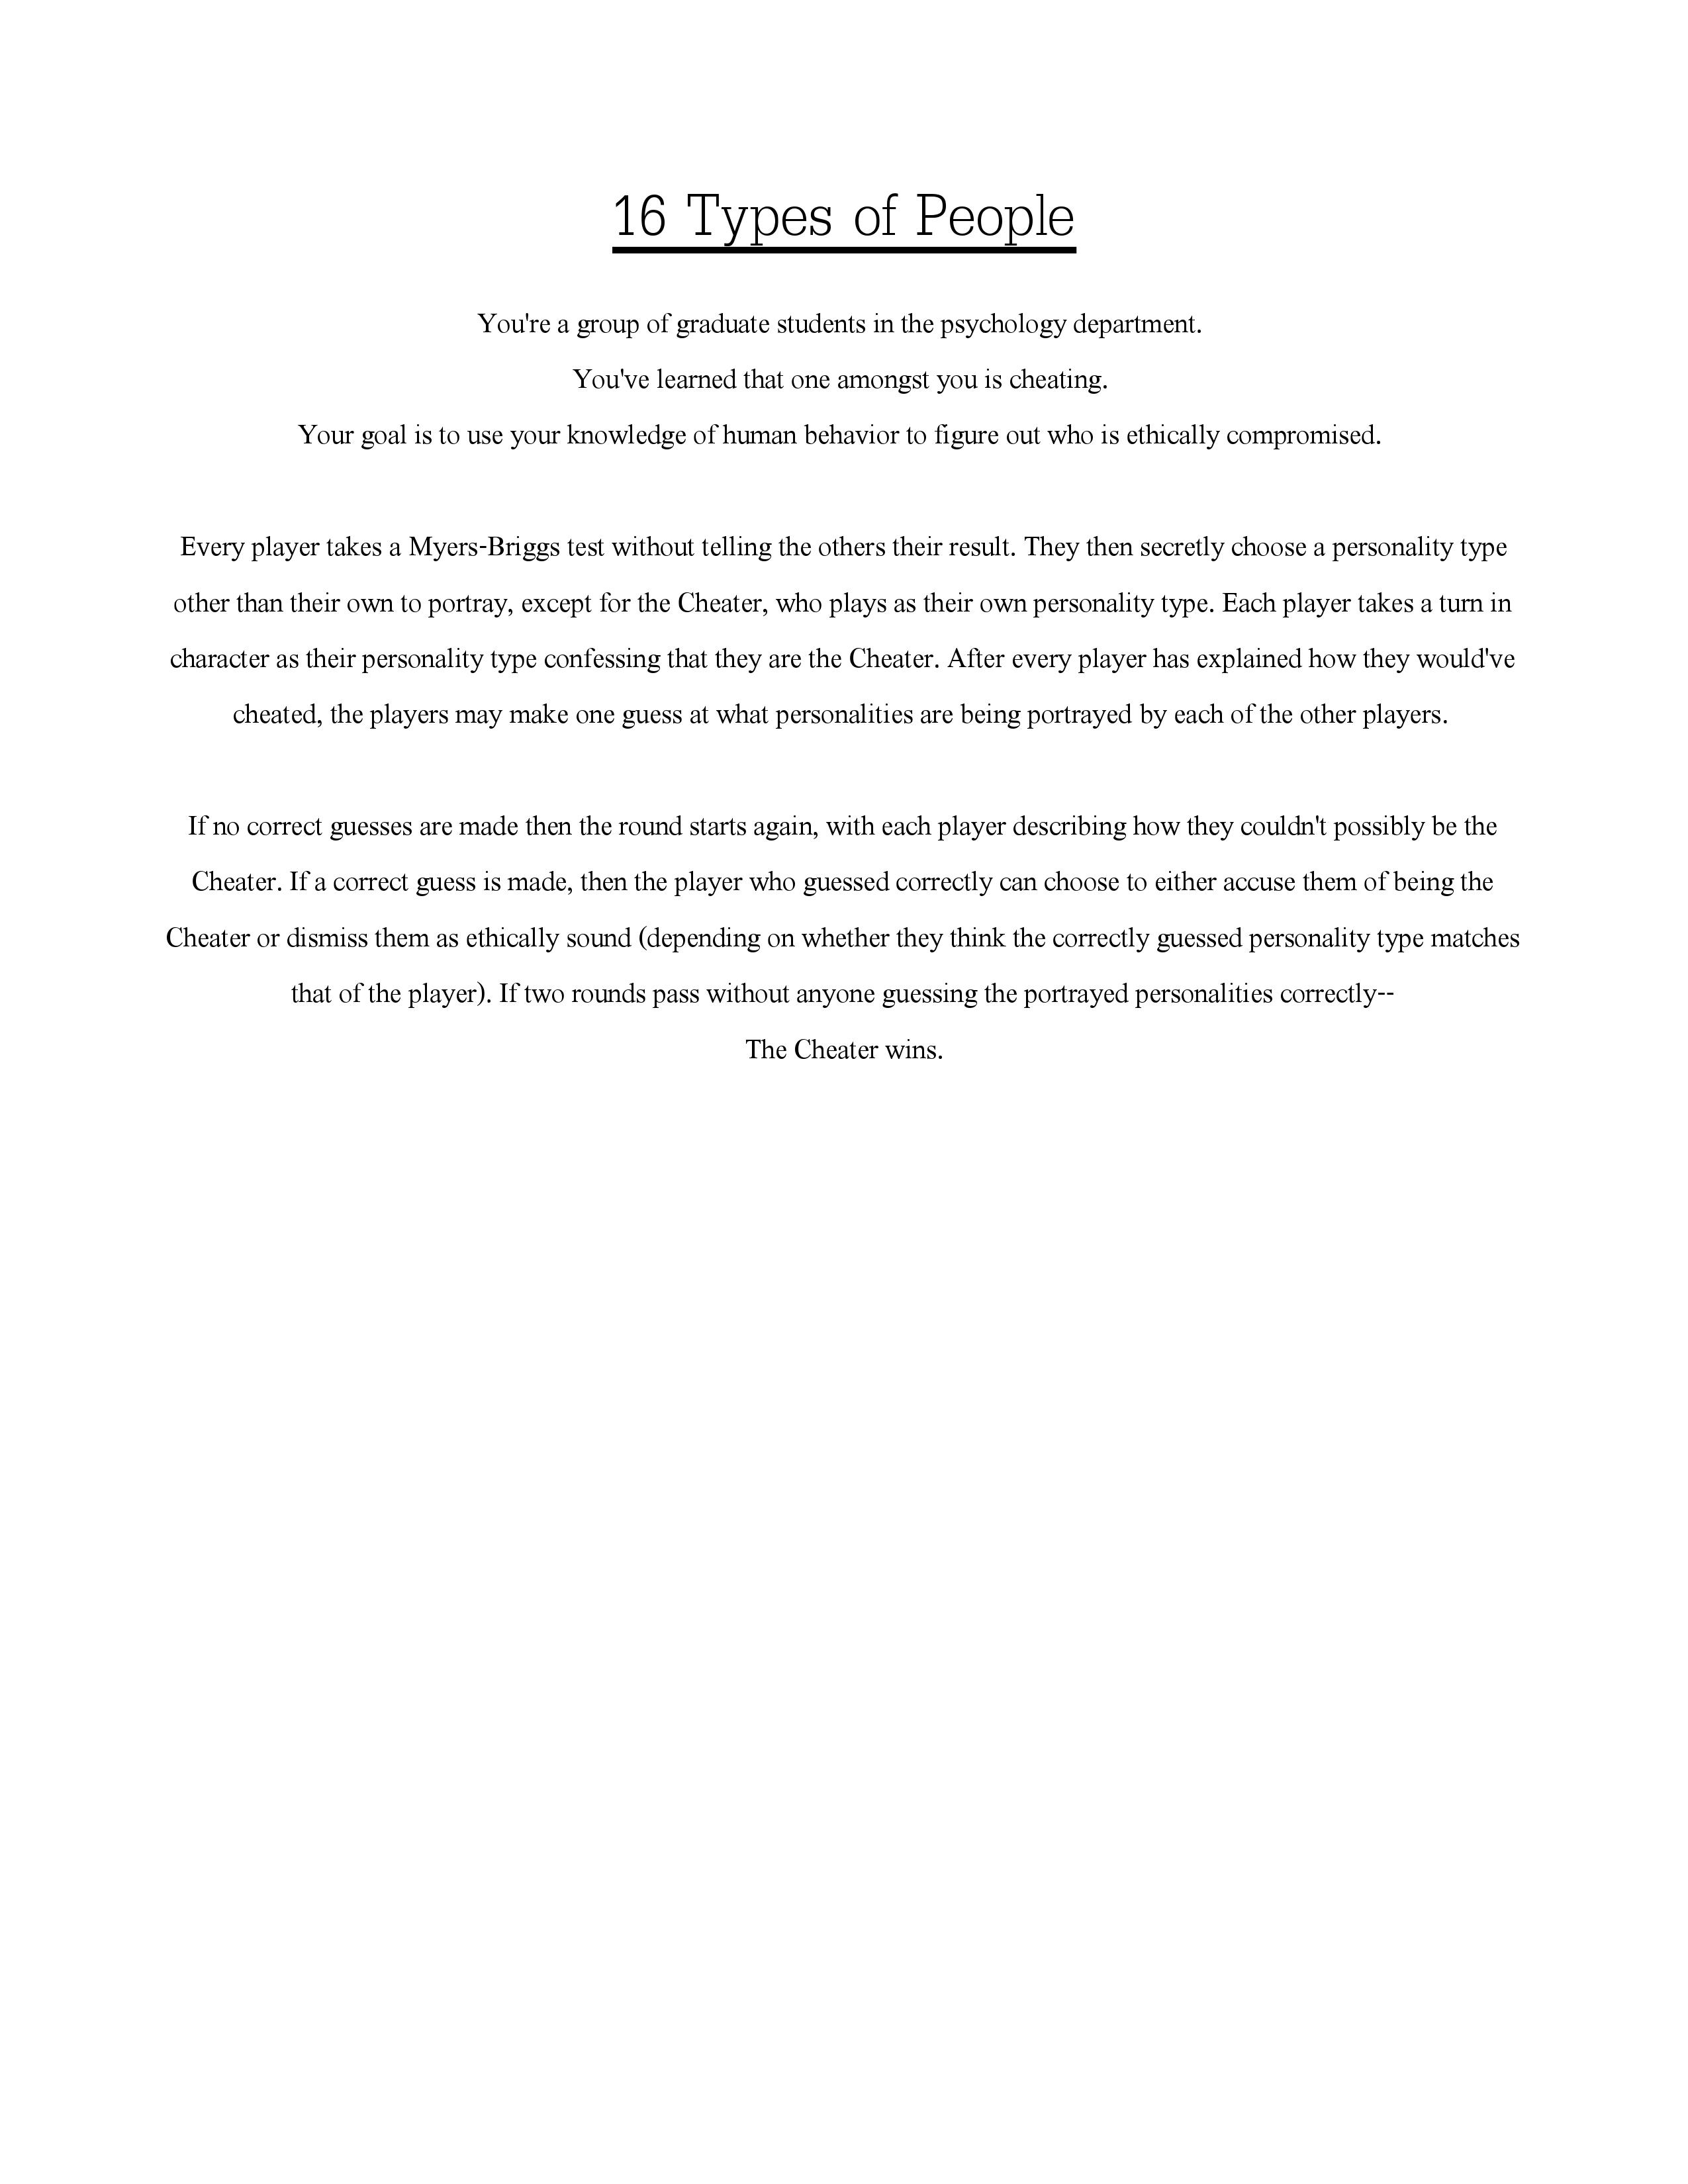 16 Types of People
You're a group of graduate students in the psychology department.
You've learned that one amongst you is cheating.
Your goal is to use your knowledge of human behavior to figure out who is ethically compromised.
Every player takes a Myers-Briggs test without telling the others their result. They then secretly choose a personality type
other than their own to portray, except for the Cheater, who plays as their own personality type. Each player takes a turn in
character as their personality type confessing that they are the Cheater. After every player has explained how they would've
cheated, the players may make one guess at what personalities are being portrayed by each of the other players.
If no correct guesses are made then the round starts again, with each player describing how they couldn't possibly be the
Cheater. If a correct guess is made, then the player who guessed correctly can choose to either accuse them of being the
Cheater or dismiss them as ethically sound (depending on whether they think the correctly guessed personality type matches
that of the player). If two rounds pass without anyone guessing the portrayed personalities correctly--
The Cheater wins.